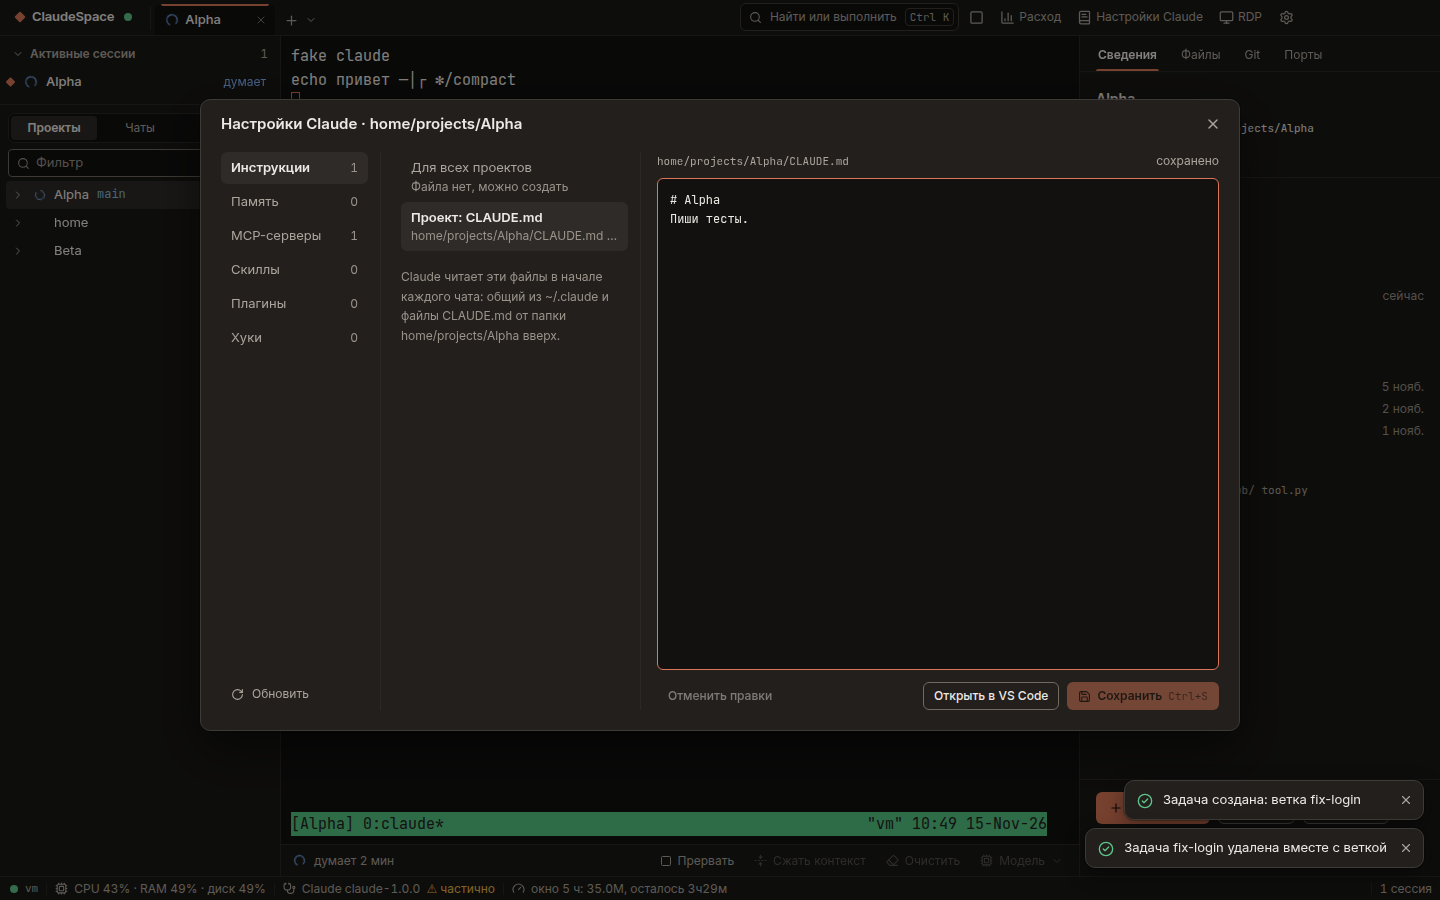 ClaudeSpace
Alpha
Найти или выполнить Ctrl K
Расход
Настройки Claude
RDP
Активные сессии 1
Alpha думает
Проекты Чаты
Фильтр
Alpha main
home
Beta
fake claude
echo привет —|┌ ✻/compact
Сведения Файлы Git Порты
Alpha
jects/Alpha
сейчас
5 нояб.
2 нояб.
1 нояб.
b/ tool.py
Настройки Claude · home/projects/Alpha
Инструкции 1
Память 0
MCP-серверы 1
Скиллы 0
Плагины 0
Хуки 0
Обновить
Для всех проектов
Файла нет, можно создать
Проект: CLAUDE.md
home/projects/Alpha/CLAUDE.md ...
Claude читает эти файлы в начале
каждого чата: общий из ~/.claude и
файлы CLAUDE.md от папки
home/projects/Alpha вверх.
home/projects/Alpha/CLAUDE.md сохранено
# Alpha
Пиши тесты.
Отменить правки
Открыть в VS Code
Сохранить Ctrl+S
[Alpha] 0:claude* "vm" 10:49 15-Nov-26
думает 2 мин
Прервать
Сжать контекст
Очистить
Модель
Задача создана: ветка fix-login
Задача fix-login удалена вместе с веткой
vm
CPU 43% · RAM 49% · диск 49%
Claude claude-1.0.0 ⚠ частично
окно 5 ч: 35.0M, осталось 3ч29м
1 сессия